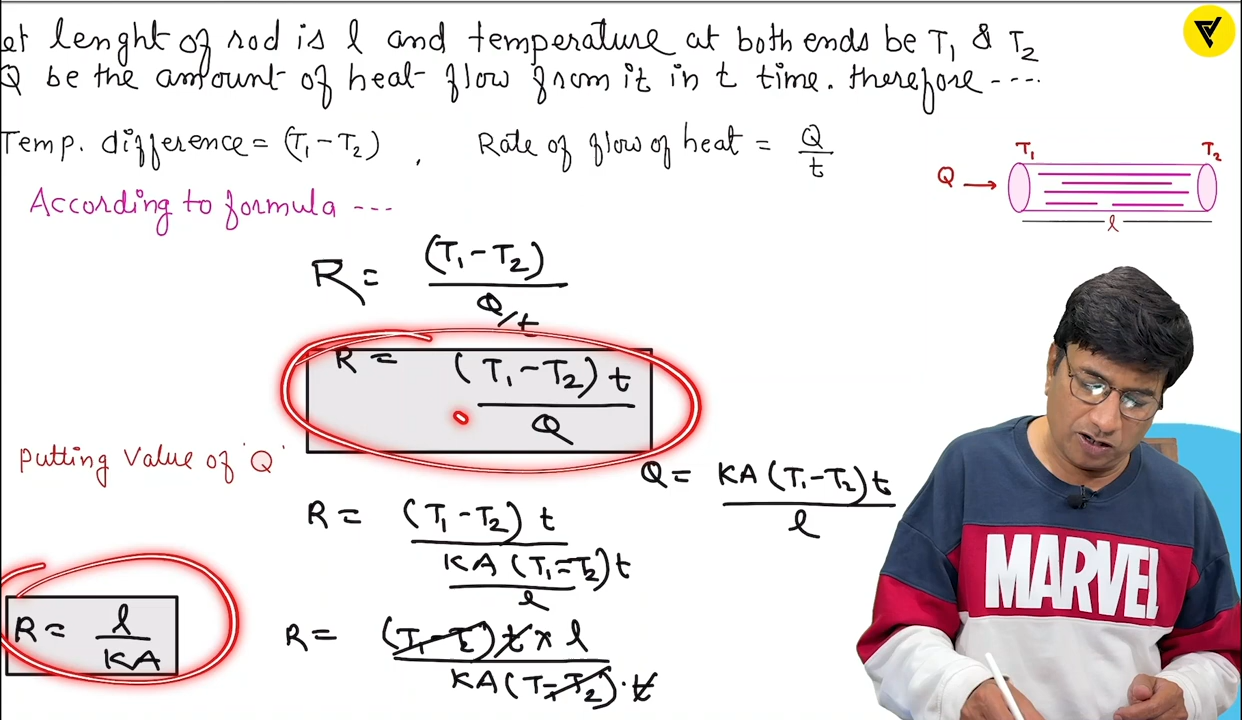 et lenght of rod is l and temperature at both ends be T₁ & T₂
Q be the amount of heat flow from it in t time. therefore ----
Temp. difference = (T₁ - T₂) , Rate of flow of heat = Q/t
T₁ T₂
Q →
l
According to formula ---
R = (T₁ - T₂) / Q/t
R = (T₁ - T₂) t / Q
Putting Value of 'Q'
Q = KA (T₁ - T₂) t / l
R = (T₁ - T₂) t / KA (T₁ = T₂) t / l
R = (T₁ - T₂) t × l / KA (T₁ - T₂) · t
R = l / KA
MARVEL